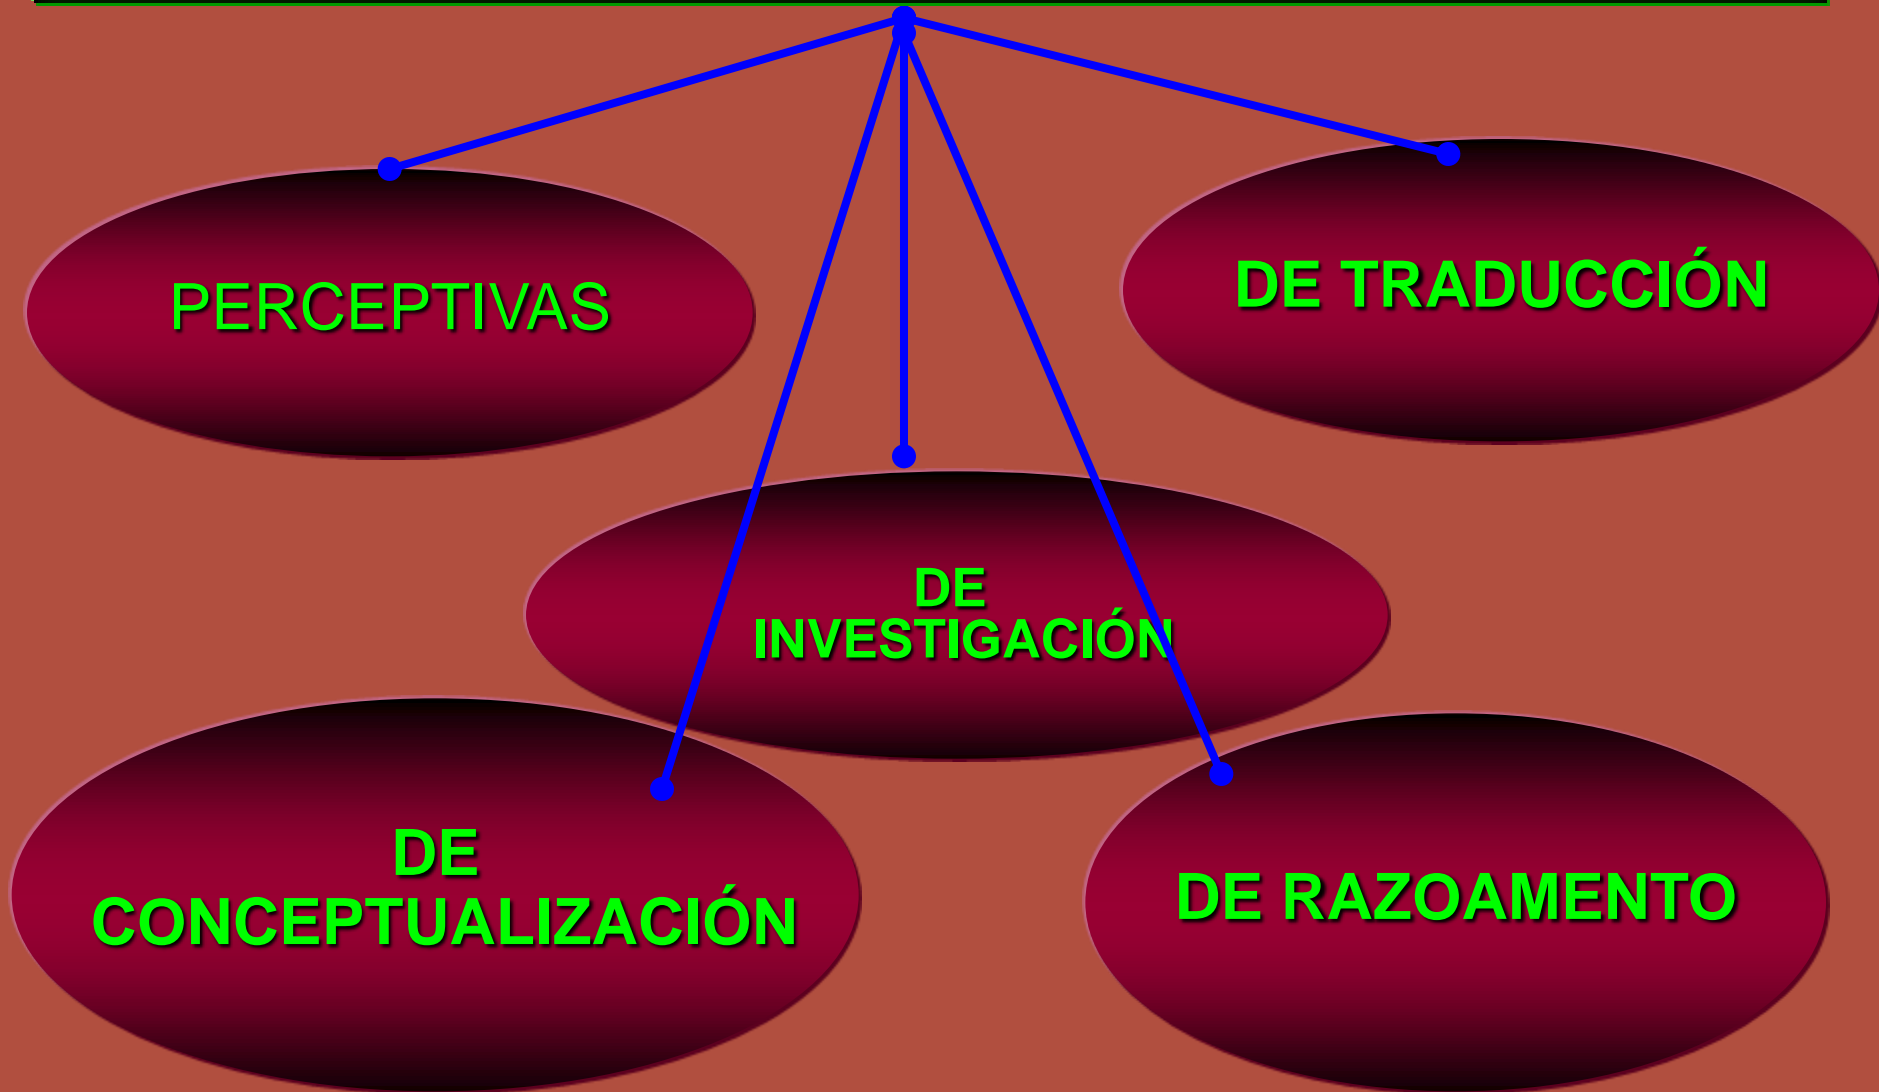 PERCEPTIVAS
DE TRADUCCIÓN
DE
INVESTIGACIÓN
DE
CONCEPTUALIZACIÓN
DE RAZOAMENTO